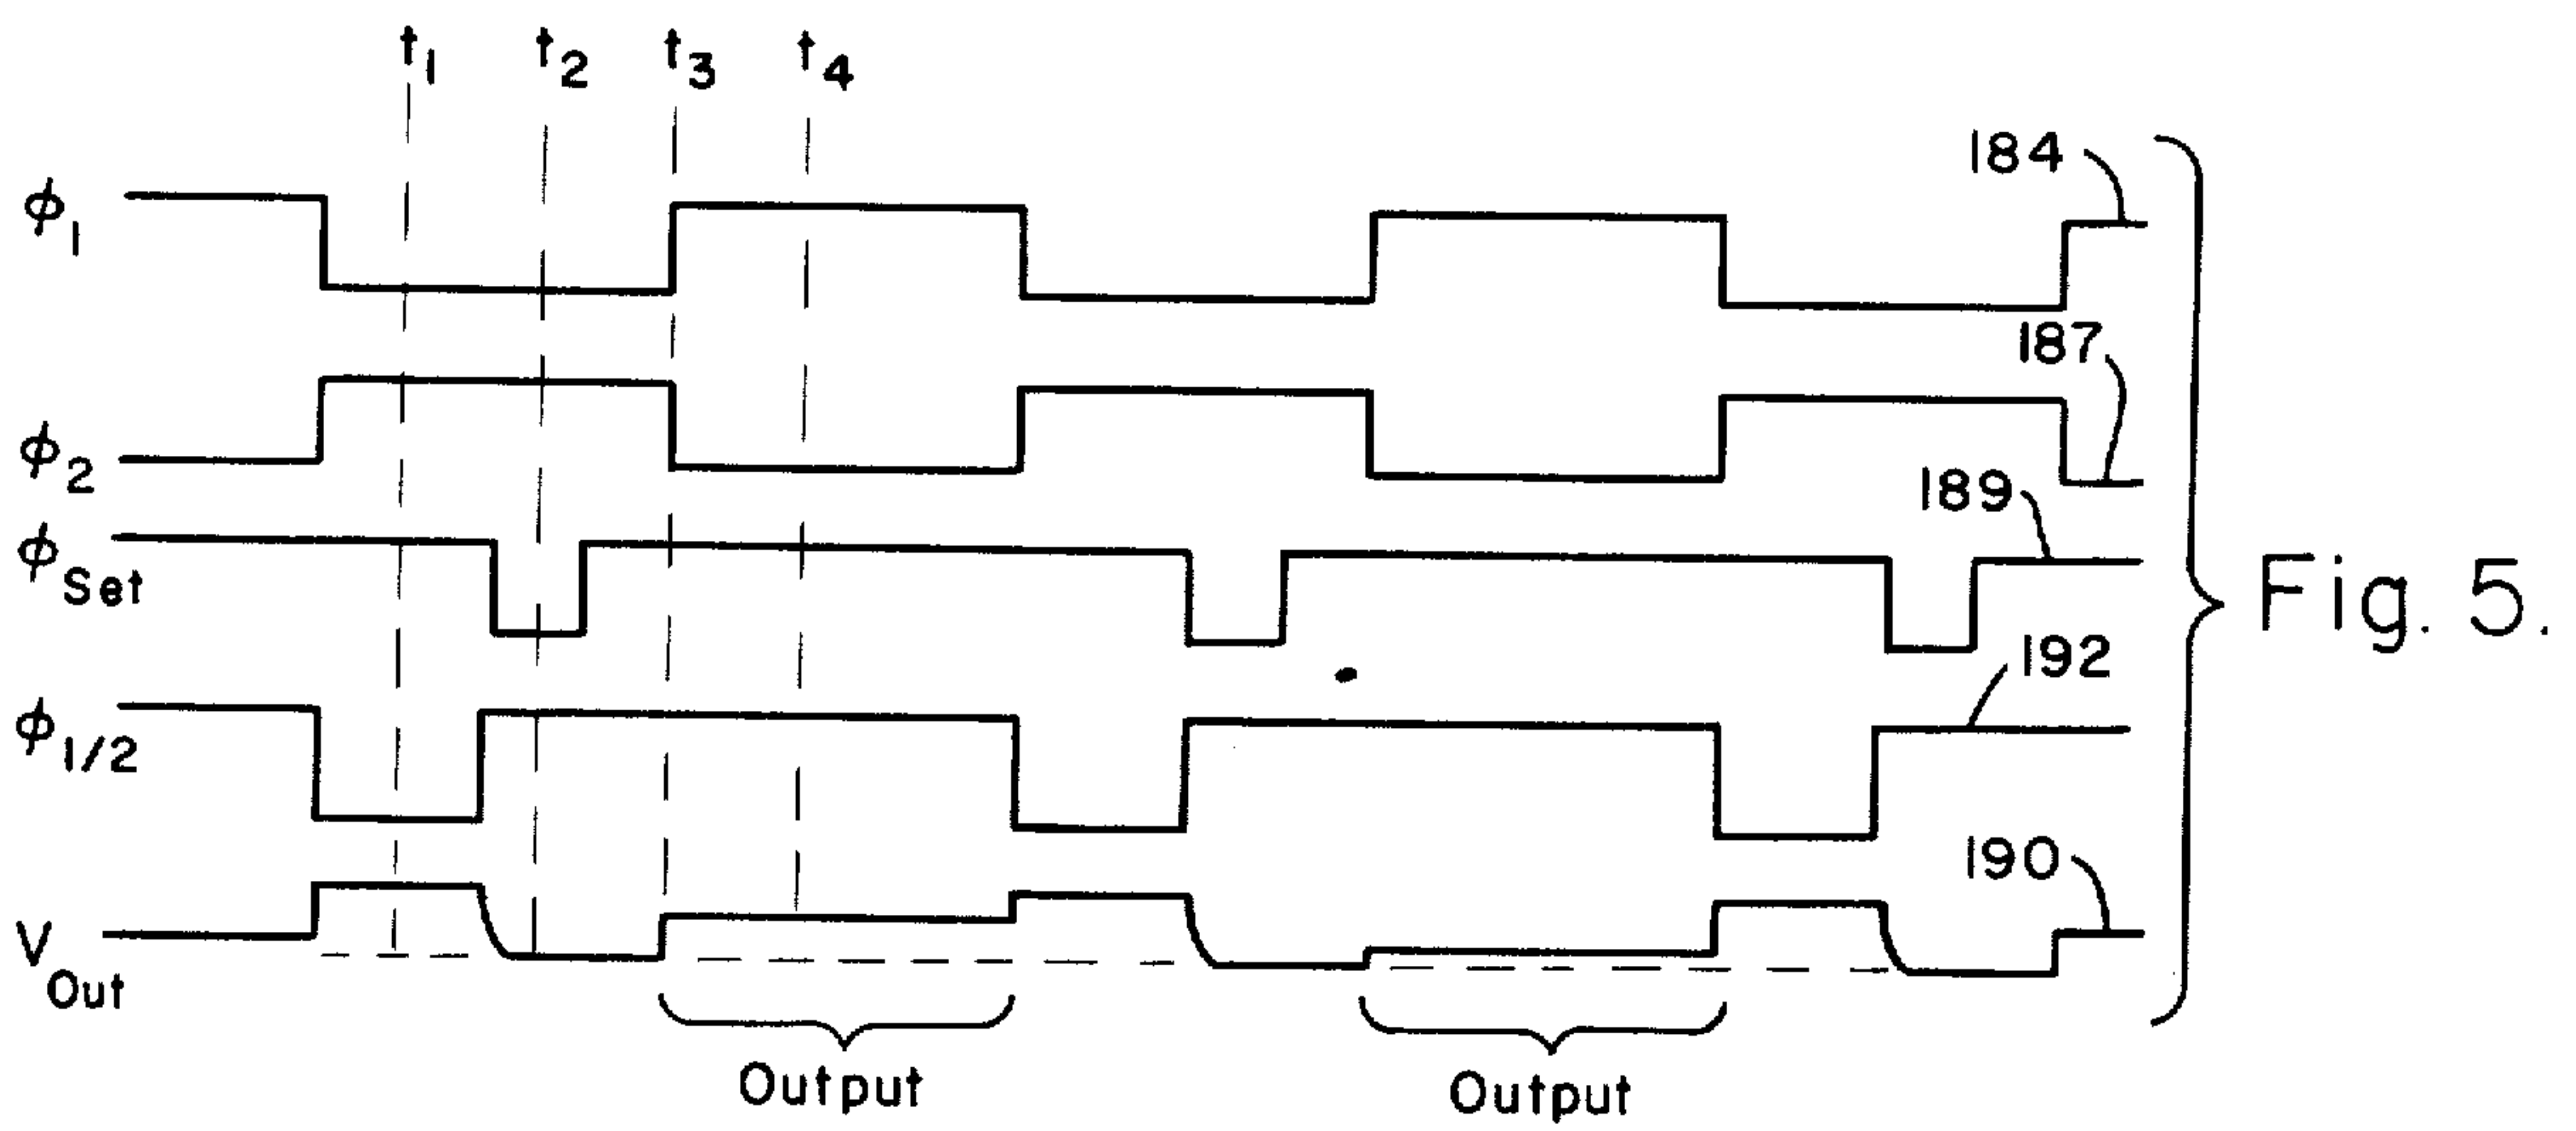 t1 t2 t3 t4
184
ϕ1
187
ϕ2
189
ϕSet
Fig. 5.
192
ϕ1/2
190
VOut
Output Output